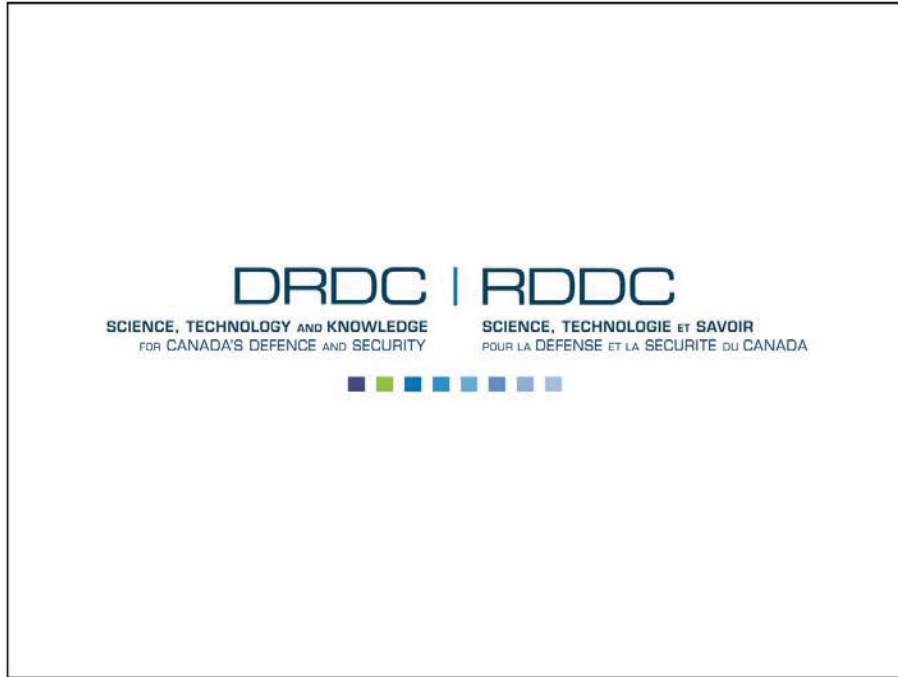 DRDC | RDDC
SCIENCE, TECHNOLOGY AND KNOWLEDGE
FOR CANADA'S DEFENCE AND SECURITY
SCIENCE, TECHNOLOGIE ET SAVOIR
POUR LA DÉFENSE ET LA SÉCURITÉ DU CANADA